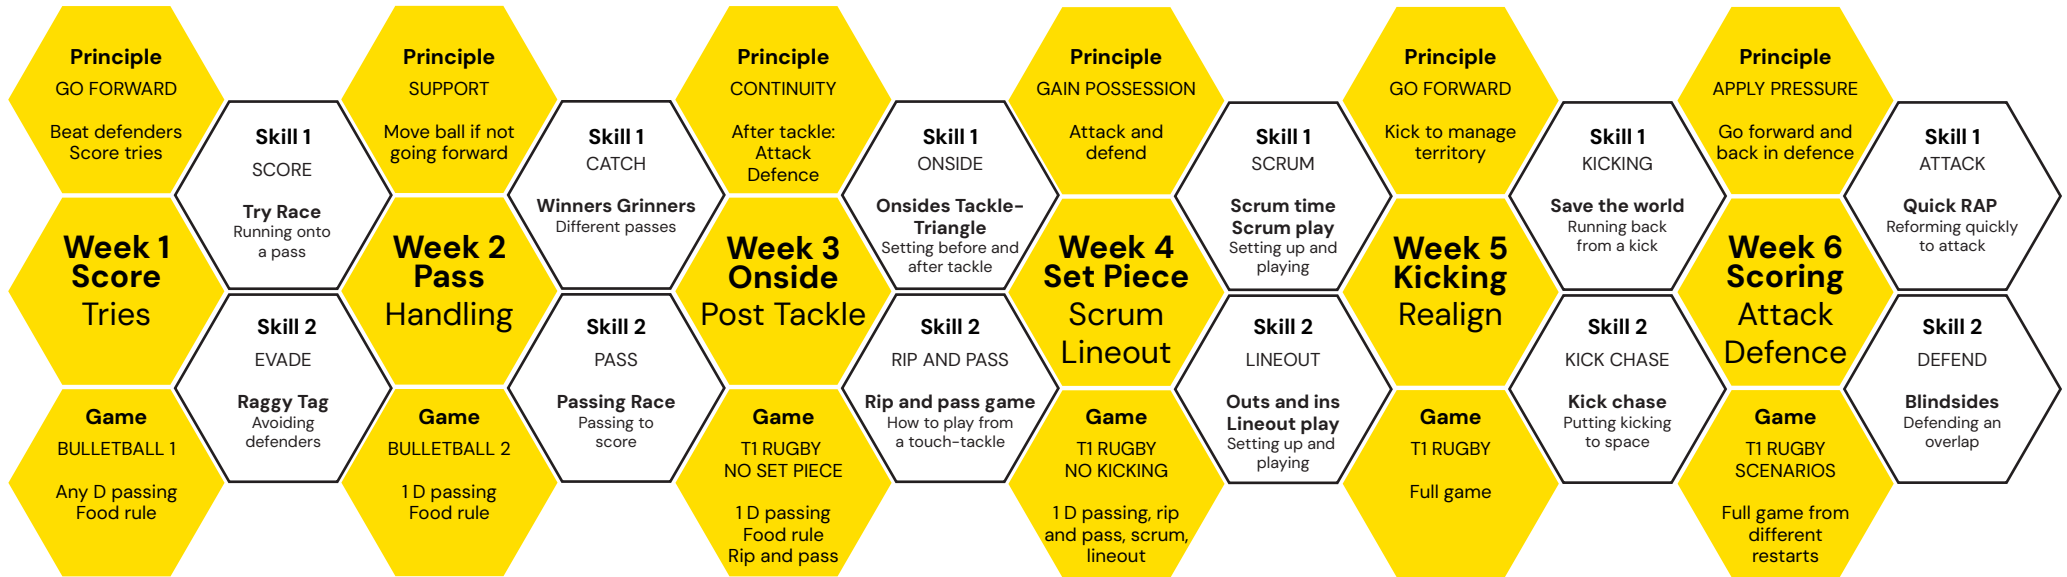 Principle
GO FORWARD
Beat defenders
Score tries
Week 1
Score
Tries
Game
BULLETBALL 1
Any D passing
Food rule
Skill 1
SCORE
Try Race
Running onto
a pass
Skill 2
EVADE
Raggy Tag
Avoiding
defenders
Principle
SUPPORT
Move ball if not
going forward
Week 2
Pass
Handling
Game
BULLETBALL 2
1 D passing
Food rule
Skill 1
CATCH
Winners Grinners
Different passes
Skill 2
PASS
Passing Race
Passing to
score
Principle
CONTINUITY
After tackle:
Attack
Defence
Week 3
Onside
Post Tackle
Game
T1 RUGBY
NO SET PIECE
1 D passing
Food rule
Rip and pass
Skill 1
ONSIDE
Onsides Tackle-
Triangle
Setting before and
after tackle
Skill 2
RIP AND PASS
Rip and pass game
How to play from
a touch-tackle
Principle
GAIN POSSESSION
Attack and
defend
Week 4
Set Piece
Scrum
Lineout
Game
T1 RUGBY
NO KICKING
1 D passing, rip
and pass, scrum,
lineout
Skill 1
SCRUM
Scrum time
Scrum play
Setting up and
playing
Skill 2
LINEOUT
Outs and ins
Lineout play
Setting up and
playing
Principle
GO FORWARD
Kick to manage
territory
Week 5
Kicking
Realign
Game
T1 RUGBY
Full game
Skill 1
KICKING
Save the world
Running back
from a kick
Skill 2
KICK CHASE
Kick chase
Putting kicking
to space
Principle
APPLY PRESSURE
Go forward and
back in defence
Week 6
Scoring
Attack
Defence
Game
T1 RUGBY
SCENARIOS
Full game from
different
restarts
Skill 1
ATTACK
Quick RAP
Reforming quickly
to attack
Skill 2
DEFEND
Blindsides
Defending an
overlap